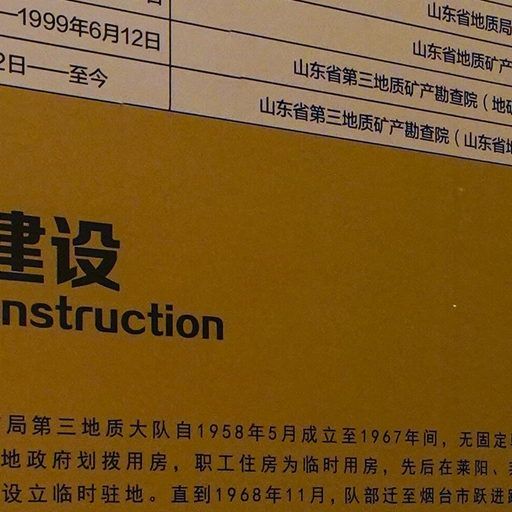 山东省地质局
—1999年6月12日
山东省地质矿产
2日——至今
山东省第三地质矿产勘查院（地矿
山东省第三地质矿产勘查院（山东省地
建设
nstruction
局第三地质大队自1958年5月成立至1967年间，无固定
地政府划拨用房，职工住房为临时用房，先后在莱阳、
设立临时驻地。直到1968年11月，队部迁至烟台市跃进路